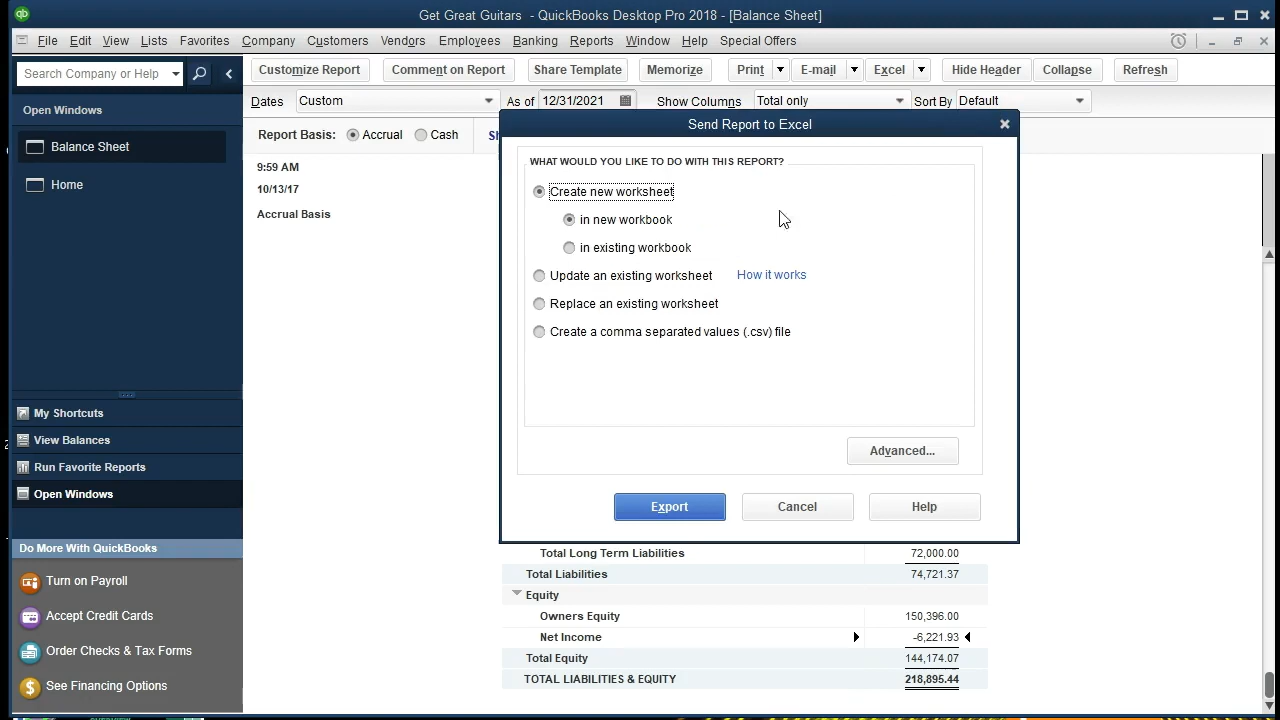 qb Get Great Guitars - QuickBooks Desktop Pro 2018 - [Balance Sheet]
File Edit View Lists Favorites Company Customers Vendors Employees Banking Reports Window Help Special Offers
Search Company or Help
Customize Report Comment on Report Share Template Memorize Print E-mail Excel Hide Header Collapse Refresh
Dates Custom As of 12/31/2021 Show Columns Total only Sort By Default
Report Basis: Accrual Cash
Open Windows
Balance Sheet
Home
9:59 AM
10/13/17
Accrual Basis
Send Report to Excel
WHAT WOULD YOU LIKE TO DO WITH THIS REPORT?
Create new worksheet
in new workbook
in existing workbook
Update an existing worksheet How it works
Replace an existing worksheet
Create a comma separated values (.csv) file
Advanced...
Export Cancel Help
My Shortcuts
View Balances
Run Favorite Reports
Open Windows
Do More With QuickBooks
Turn on Payroll
Accept Credit Cards
Order Checks & Tax Forms
See Financing Options
Total Long Term Liabilities 72,000.00
Total Liabilities 74,721.37
Equity
Owners Equity 150,396.00
Net Income -6,221.93
Total Equity 144,174.07
TOTAL LIABILITIES & EQUITY 218,895.44